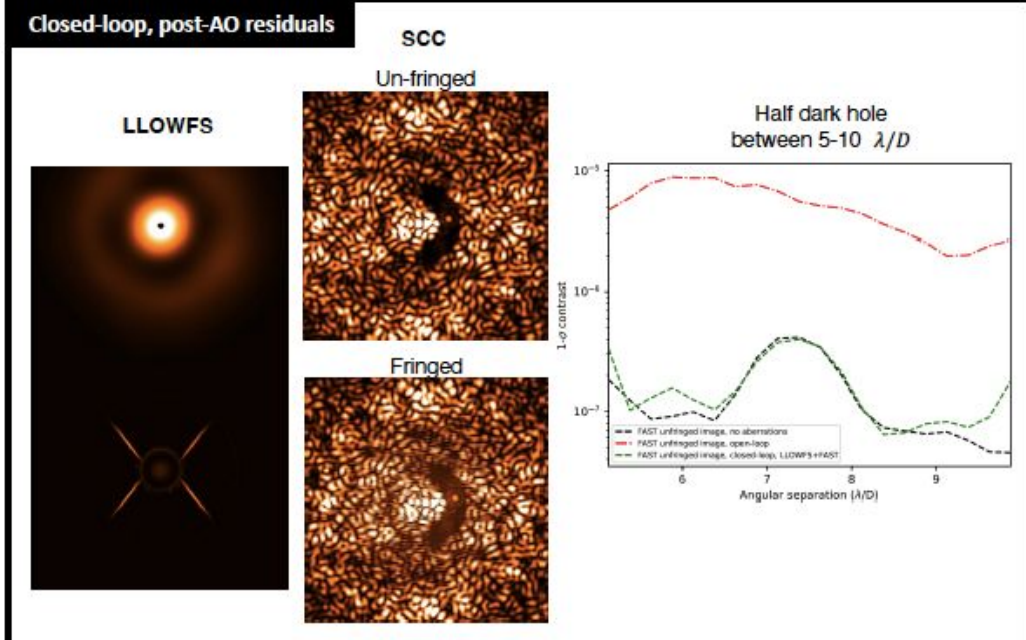 Closed-loop, post-AO residuals
SCC
Un-fringed
LLOWFS
Fringed
Half dark hole
between 5-10 λ/D
10⁻⁵
10⁻⁶
10⁻⁷
1-σ contrast
FAST unfringed image, no aberrations
FAST unfringed image, open-loop
FAST unfringed image, closed-loop, LLOWFS+FAST
6 7 8 9
Angular separation (λ/D)